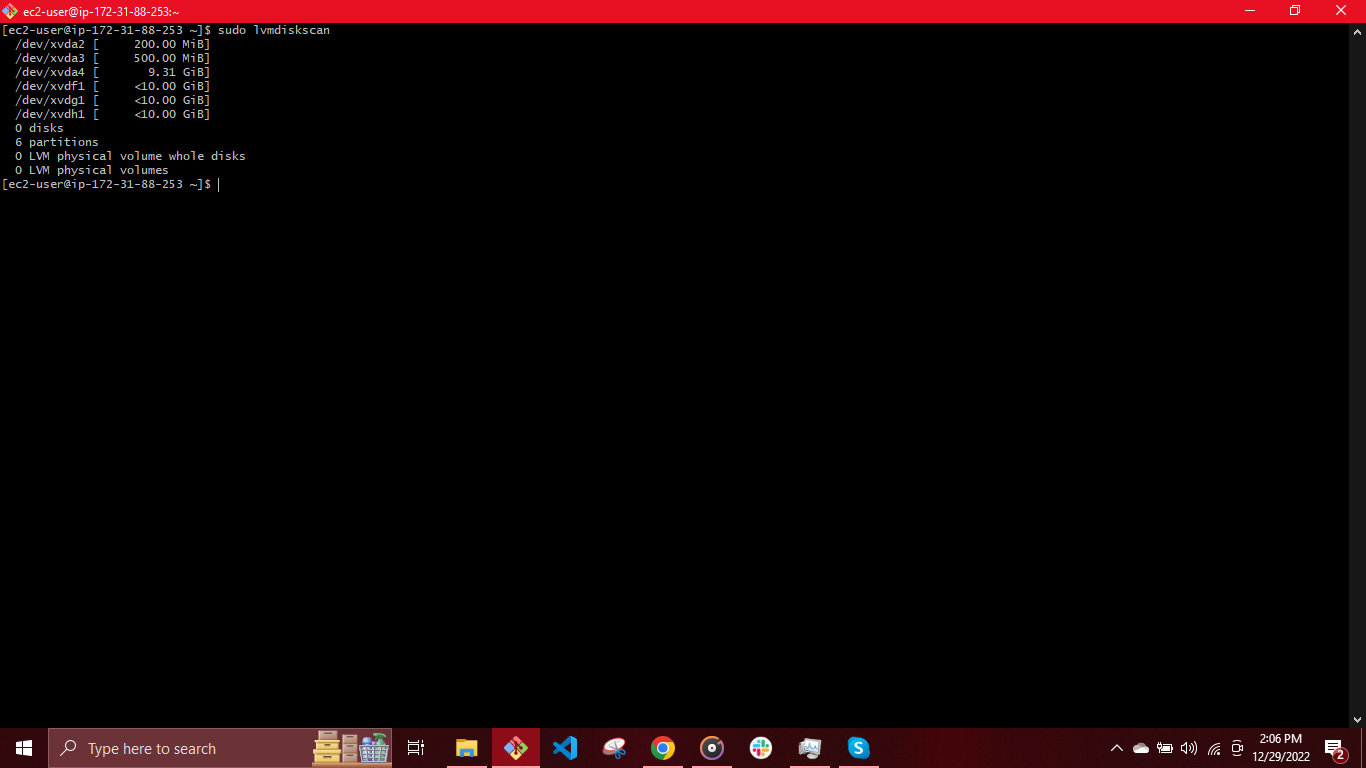 ec2-user@ip-172-31-88-253:~
[ec2-user@ip-172-31-88-253 ~]$ sudo lvmdiskscan
  /dev/xvda2 [     200.00 MiB]
  /dev/xvda3 [     500.00 MiB]
  /dev/xvda4 [       9.31 GiB]
  /dev/xvdf1 [     <10.00 GiB]
  /dev/xvdg1 [     <10.00 GiB]
  /dev/xvdh1 [     <10.00 GiB]
  0 disks
  6 partitions
  0 LVM physical volume whole disks
  0 LVM physical volumes
[ec2-user@ip-172-31-88-253 ~]$
Type here to search
S
2:06 PM
12/29/2022
2